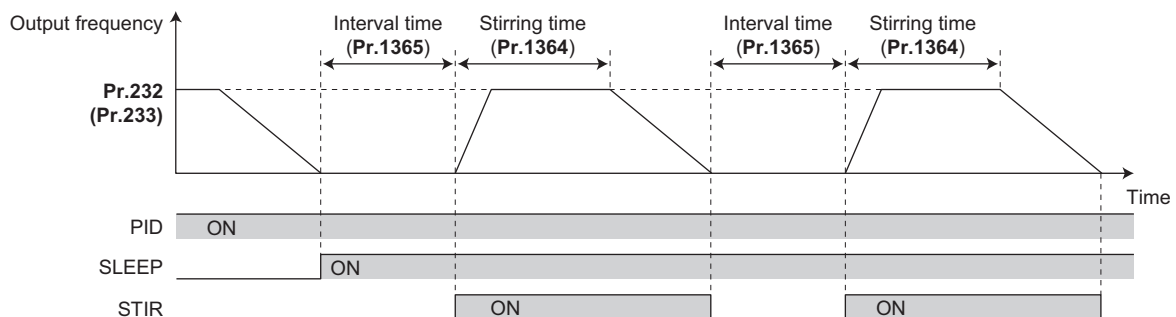 Output frequency
Interval time
(Pr.1365)
Stirring time
(Pr.1364)
Interval time
(Pr.1365)
Stirring time
(Pr.1364)
Pr.232
(Pr.233)
Time
PID
ON
SLEEP
ON
STIR
ON
ON